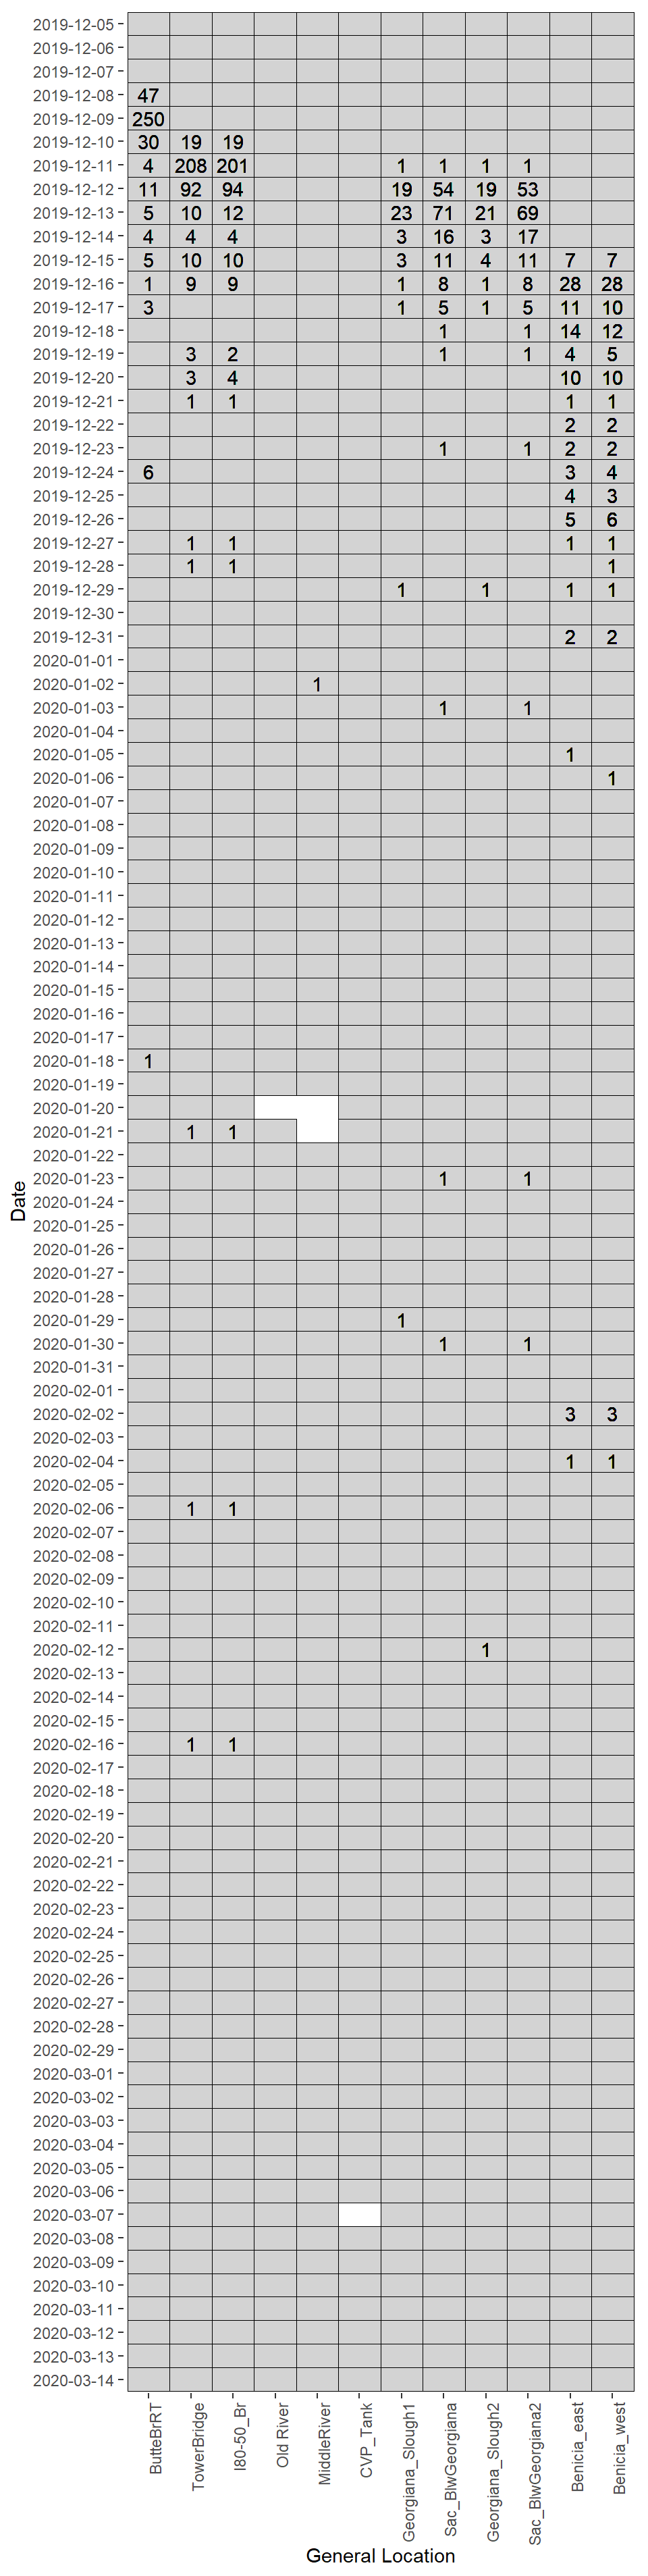 2019-12-05
2019-12-06
2019-12-07
2019-12-08 47
2019-12-09 250
2019-12-10 30 19 19
2019-12-11 4 208 201 1 1 1 1
2019-12-12 11 92 94 19 54 19 53
2019-12-13 5 10 12 23 71 21 69
2019-12-14 4 4 4 3 16 3 17
2019-12-15 5 10 10 3 11 4 11 7 7
2019-12-16 1 9 9 1 8 1 8 28 28
2019-12-17 3 1 5 1 5 11 10
2019-12-18 1 1 14 12
2019-12-19 3 2 1 1 4 5
2019-12-20 3 4 10 10
2019-12-21 1 1 1 1
2019-12-22 2 2
2019-12-23 1 1 2 2
2019-12-24 6 3 4
2019-12-25 4 3
2019-12-26 5 6
2019-12-27 1 1 1 1
2019-12-28 1 1 1
2019-12-29 1 1 1 1
2019-12-30
2019-12-31 2 2
2020-01-01
2020-01-02 1
2020-01-03 1 1
2020-01-04
2020-01-05 1
2020-01-06 1
2020-01-07
2020-01-08
2020-01-09
2020-01-10
2020-01-11
2020-01-12
2020-01-13
2020-01-14
2020-01-15
2020-01-16
2020-01-17
2020-01-18 1
2020-01-19
2020-01-20
2020-01-21 1 1
2020-01-22
2020-01-23 1 1
2020-01-24
2020-01-25
2020-01-26
2020-01-27
2020-01-28
2020-01-29 1
2020-01-30 1 1
2020-01-31
2020-02-01
2020-02-02 3 3
2020-02-03
2020-02-04 1 1
2020-02-05
2020-02-06 1 1
2020-02-07
2020-02-08
2020-02-09
2020-02-10
2020-02-11
2020-02-12 1
2020-02-13
2020-02-14
2020-02-15
2020-02-16 1 1
2020-02-17
2020-02-18
2020-02-19
2020-02-20
2020-02-21
2020-02-22
2020-02-23
2020-02-24
2020-02-25
2020-02-26
2020-02-27
2020-02-28
2020-02-29
2020-03-01
2020-03-02
2020-03-03
2020-03-04
2020-03-05
2020-03-06
2020-03-07
2020-03-08
2020-03-09
2020-03-10
2020-03-11
2020-03-12
2020-03-13
2020-03-14
Date
ButteBrRT
TowerBridge
I80-50_Br
Old River
MiddleRiver
CVP_Tank
Georgiana_Slough1
Sac_BlwGeorgiana
Georgiana_Slough2
Sac_BlwGeorgiana2
Benicia_east
Benicia_west
General Location